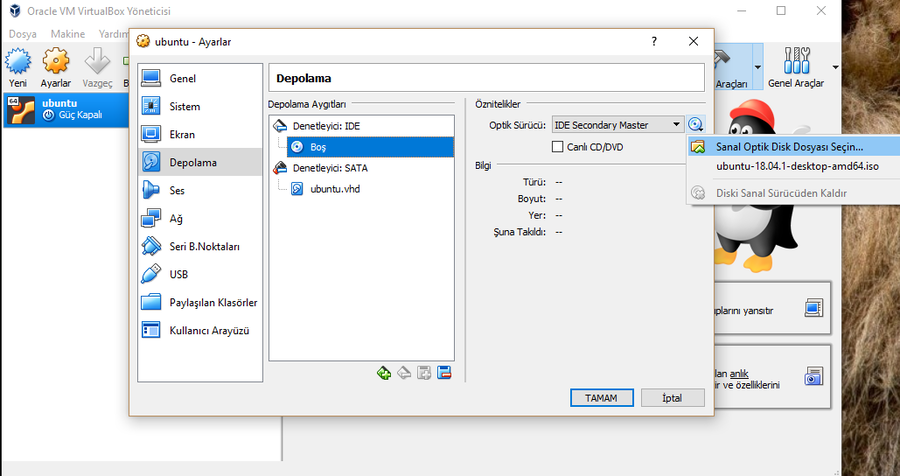 Oracle VM VirtualBox Yöneticisi
Dosya Makine Yardım
Yeni Ayarlar Vazgeç
Araçları Genel Araçlar
64 ubuntu
Güç Kapalı
ubuntu - Ayarlar
Genel
Sistem
Ekran
Depolama
Ses
Ağ
Seri B.Noktaları
USB
Paylaşılan Klasörler
Kullanıcı Arayüzü
Depolama
Depolama Aygıtları
Denetleyici: IDE
Boş
Denetleyici: SATA
ubuntu.vhd
Öznitelikler
Optik Sürücü: IDE Secondary Master
Canlı CD/DVD
Bilgi
Türü: --
Boyut: --
Yer: --
Şuna Takıldı: --
Sanal Optik Disk Dosyası Seçin...
ubuntu-18.04.1-desktop-amd64.iso
Diski Sanal Sürücüden Kaldır
plarını yansıtır
lan anlık
ir ve özelliklerini
TAMAM İptal